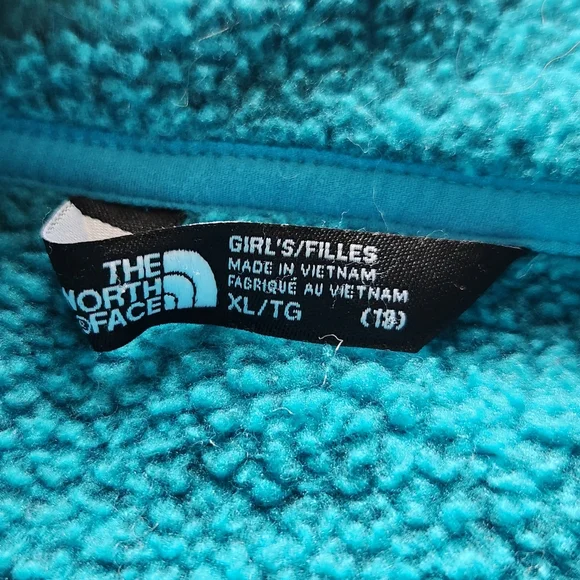 THE
NORTH
FACE
GIRL'S/FILLES
MADE IN VIETNAM
FABRIQUÉ AU VIETNAM
XL/TG (18)